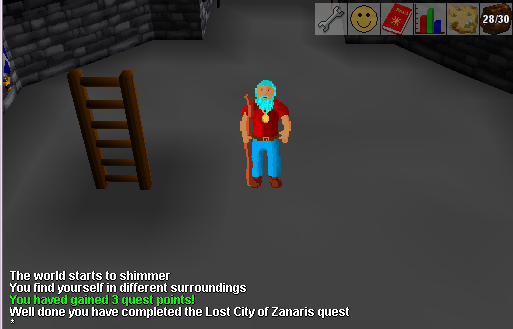 28/30
The world starts to shimmer
You find yourself in different surroundings
You haved gained 3 quest points!
Well done you have completed the Lost City of Zanaris quest
*